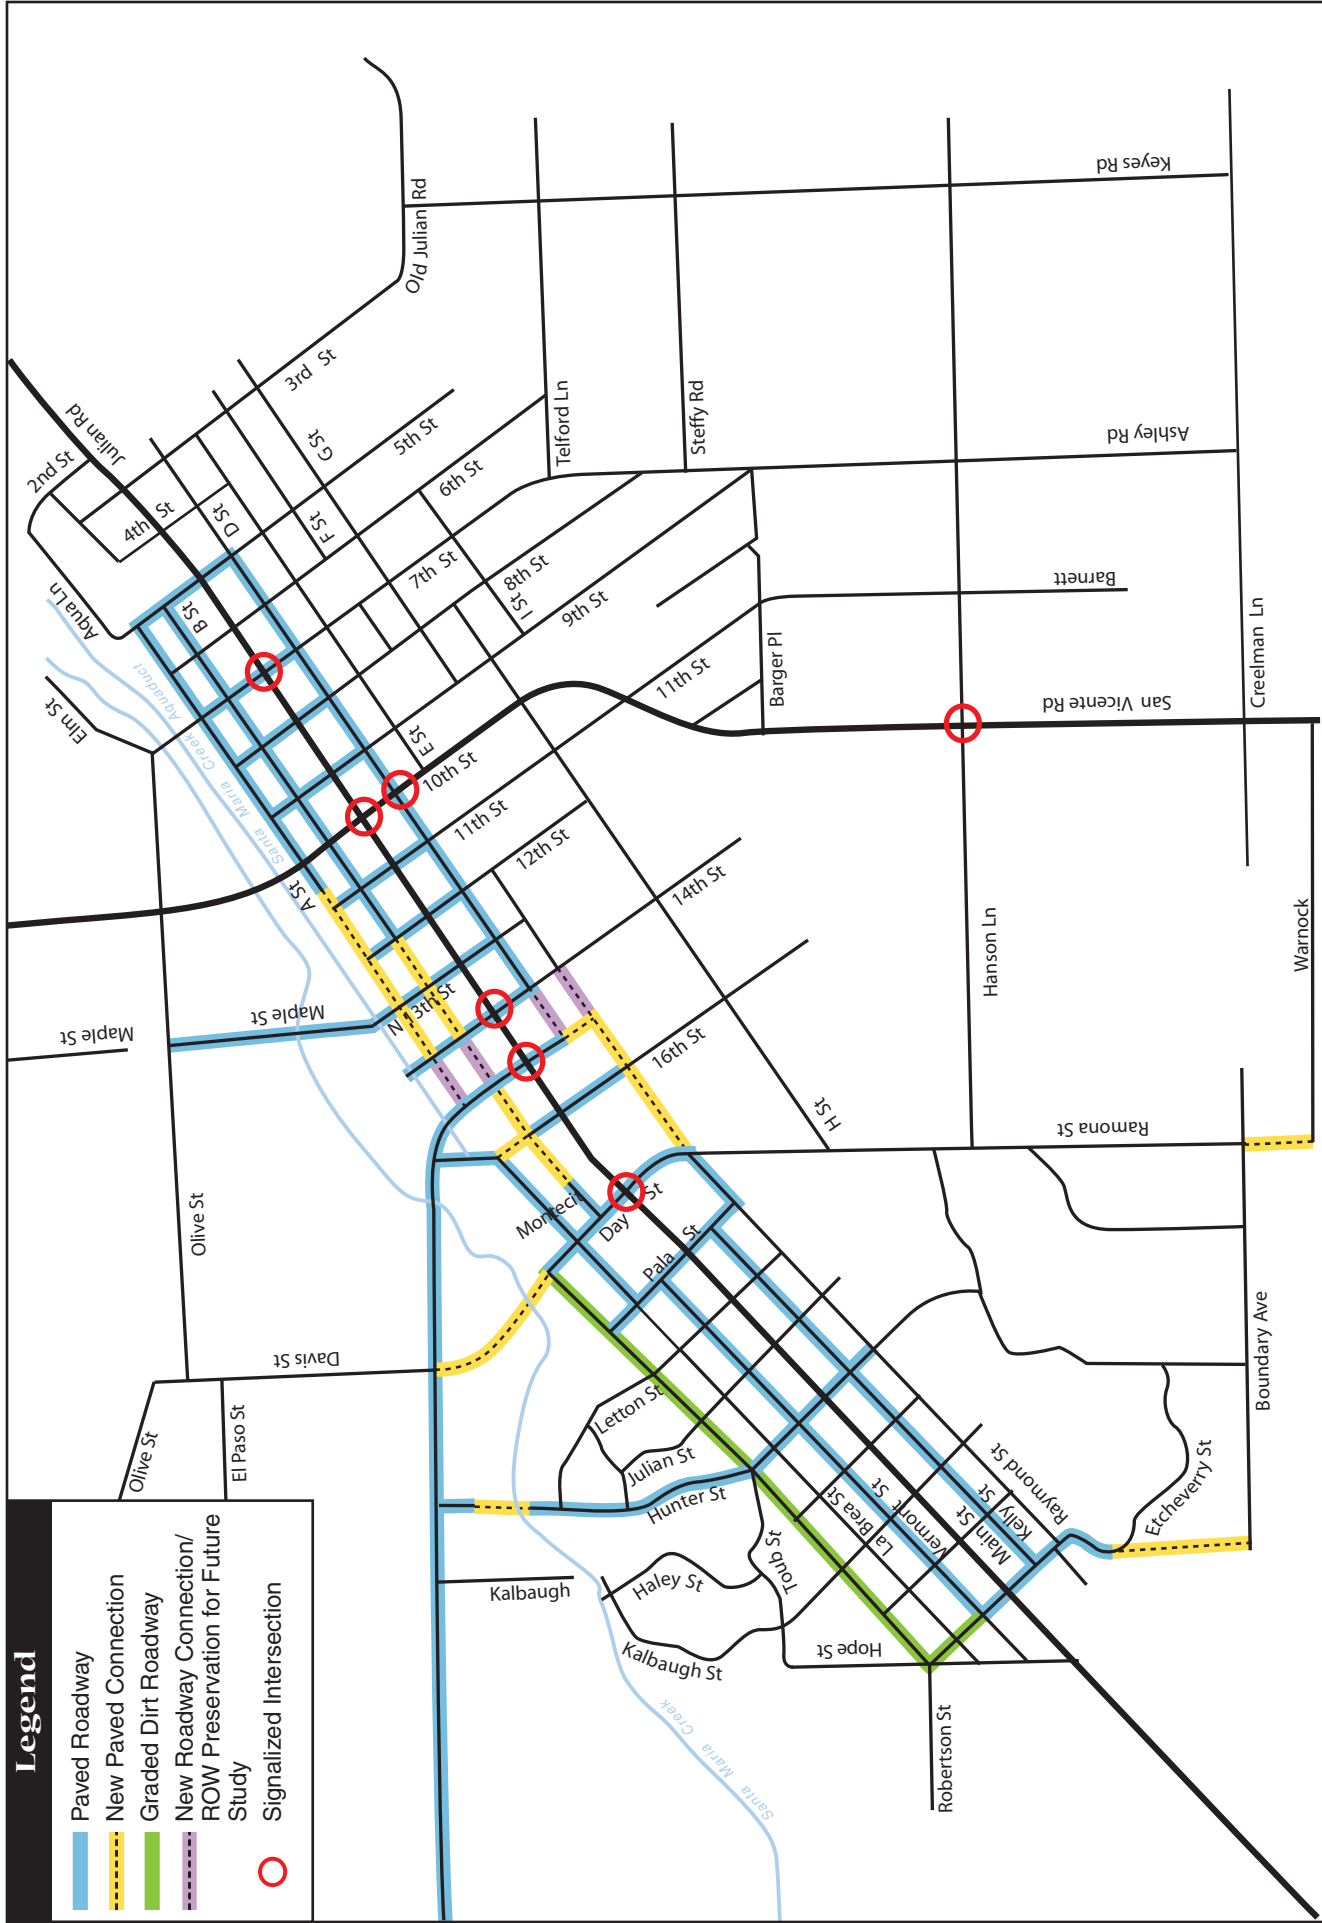 Legend
Paved Roadway
New Paved Connection
Graded Dirt Roadway
New Roadway Connection/
ROW Preservation for Future
Study
Signalized Intersection
Old Julian Rd
Keyes Rd
3rd St
Julian Rd
2nd St
4th St
G St
5th St
6th St
Telford Ln
Steffy Rd
Ashley Rd
D St
F St
7th St
8th St
I St
9th St
Aqua Ln
B St
Elm St
Santa Maria Creek Aquaduct
E St
10th St
11th St
11th St
Barger Pl
Barnett
San Vicente Rd
Creelman Ln
A St
12th St
14th St
Hanson Ln
Warnock
Maple St
Maple St
N 13th St
16th St
H St
Ramona St
Olive St
Montecit
Day St
Pala St
Davis St
Olive St
El Paso St
Letton St
Julian St
Hunter St
Boundary Ave
Etcheverry St
Raymond St
Kelly St
Main St
Vermont St
La Brea St
Toub St
Haley St
Kalbaugh
Kalbaugh St
Hope St
Robertson St
Santa Maria Creek